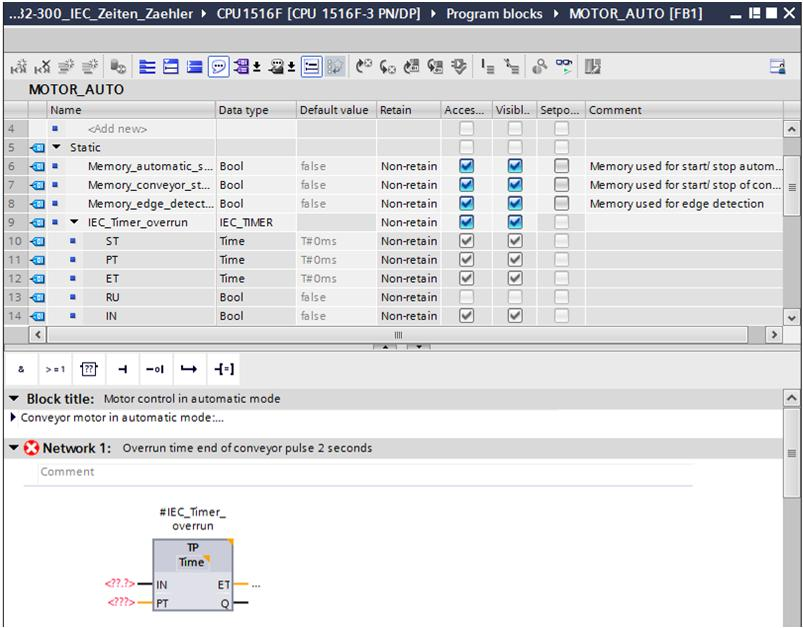 ...32-300_IEC_Zeiten_Zaehler ▸ CPU1516F [CPU 1516F-3 PN/DP] ▸ Program blocks ▸ MOTOR_AUTO [FB1]
MOTOR_AUTO
Name Data type Default value Retain Acces... Visibl.. Setpo... Comment
4 <Add new>
5 Static
6 Memory_automatic_s... Bool false Non-retain Memory used for start/ stop autom...
7 Memory_conveyor_st... Bool false Non-retain Memory used for start/ stop of con...
8 Memory_edge_detect... Bool false Non-retain Memory used for edge detection
9 IEC_Timer_overrun IEC_TIMER Non-retain
10 ST Time T#0ms Non-retain
11 PT Time T#0ms Non-retain
12 ET Time T#0ms Non-retain
13 RU Bool false Non-retain
14 IN Bool false Non-retain
& >=1 ?? -| -o| -[=]
Block title: Motor control in automatic mode
Conveyor motor in automatic mode:...
Network 1: Overrun time end of conveyor pulse 2 seconds
Comment
#IEC_Timer_
overrun
TP
Time
<??.?> IN ET ...
<???> PT Q